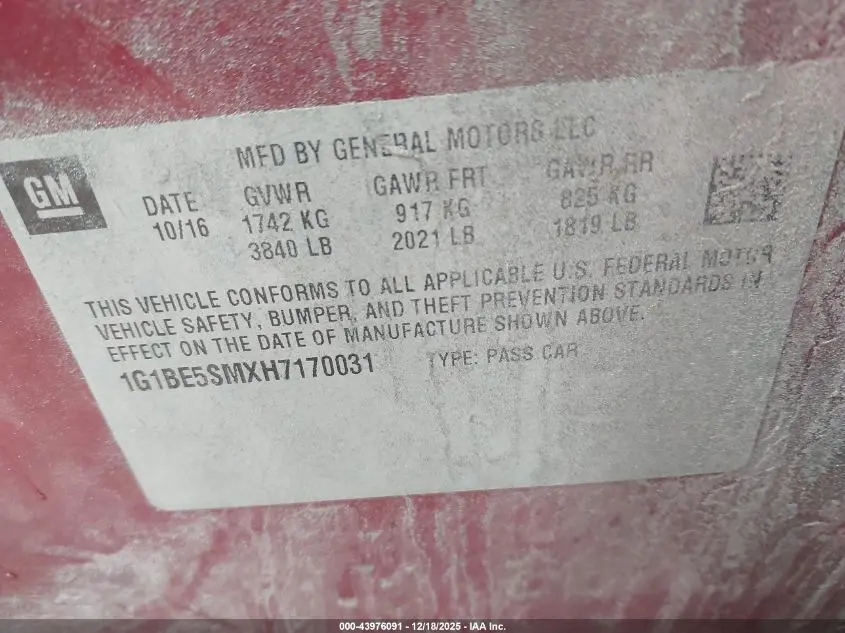 MFD BY GENERAL MOTORS LLC
GM
DATE GVWR GAWR FRT GAWR RR
10/16 1742 KG 917 KG 825 KG
3840 LB 2021 LB 1819 LB
THIS VEHICLE CONFORMS TO ALL APPLICABLE U.S. FEDERAL MOTOR
VEHICLE SAFETY, BUMPER, AND THEFT PREVENTION STANDARDS IN
EFFECT ON THE DATE OF MANUFACTURE SHOWN ABOVE.
1G1BE5SMXH7170031 TYPE: PASS CAR
000-43976091 - 12/18/2025 - IAA Inc.